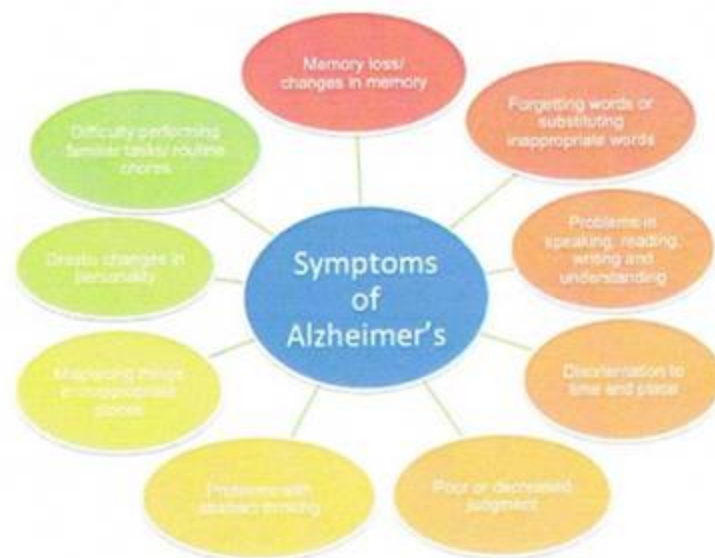 Memory loss/
changes in memory
Forgetting words or
substituting
inappropriate words
Problems in
speaking, reading,
writing and
understanding
Disorientation to
time end place
Poor or decreased
judgment
Problems with
abstract thinking
Misplacing things
in inappropriate
places
changes in
personality
Difficulty performing
familiar tasks/ routine
chores
Symptoms
of
Alzheimer's